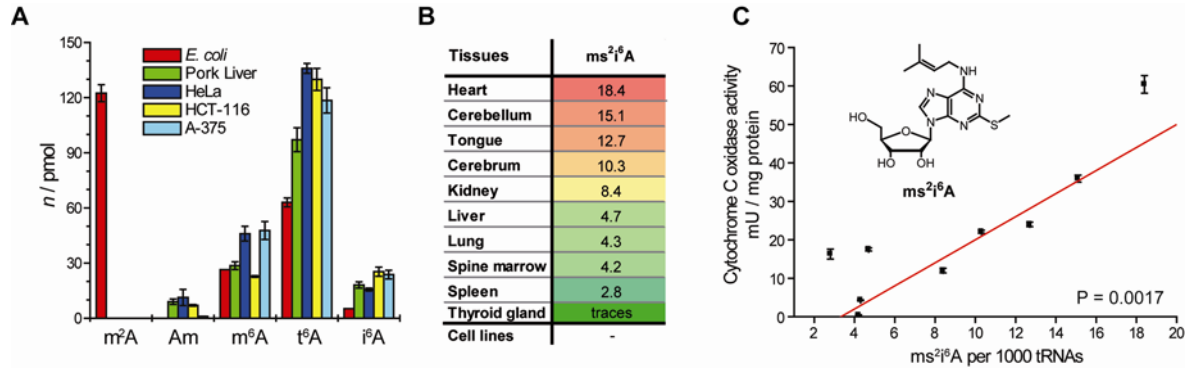 A
150
120
90
60
30
0
n / pmol
E. coli
Pork Liver
HeLa
HCT-116
A-375
m²A Am m⁶A t⁶A i⁶A
B
Tissues ms²i⁶A
Heart 18.4
Cerebellum 15.1
Tongue 12.7
Cerebrum 10.3
Kidney 8.4
Liver 4.7
Lung 4.3
Spine marrow 4.2
Spleen 2.8
Thyroid gland traces
Cell lines -
C
70
60
50
40
30
20
10
0
Cytochrome C oxidase activity
mU / mg protein
NH
N N
N N S
HO
O
HO OH
ms²i⁶A
P = 0.0017
2 4 6 8 10 12 14 16 18 20
ms²i⁶A per 1000 tRNAs